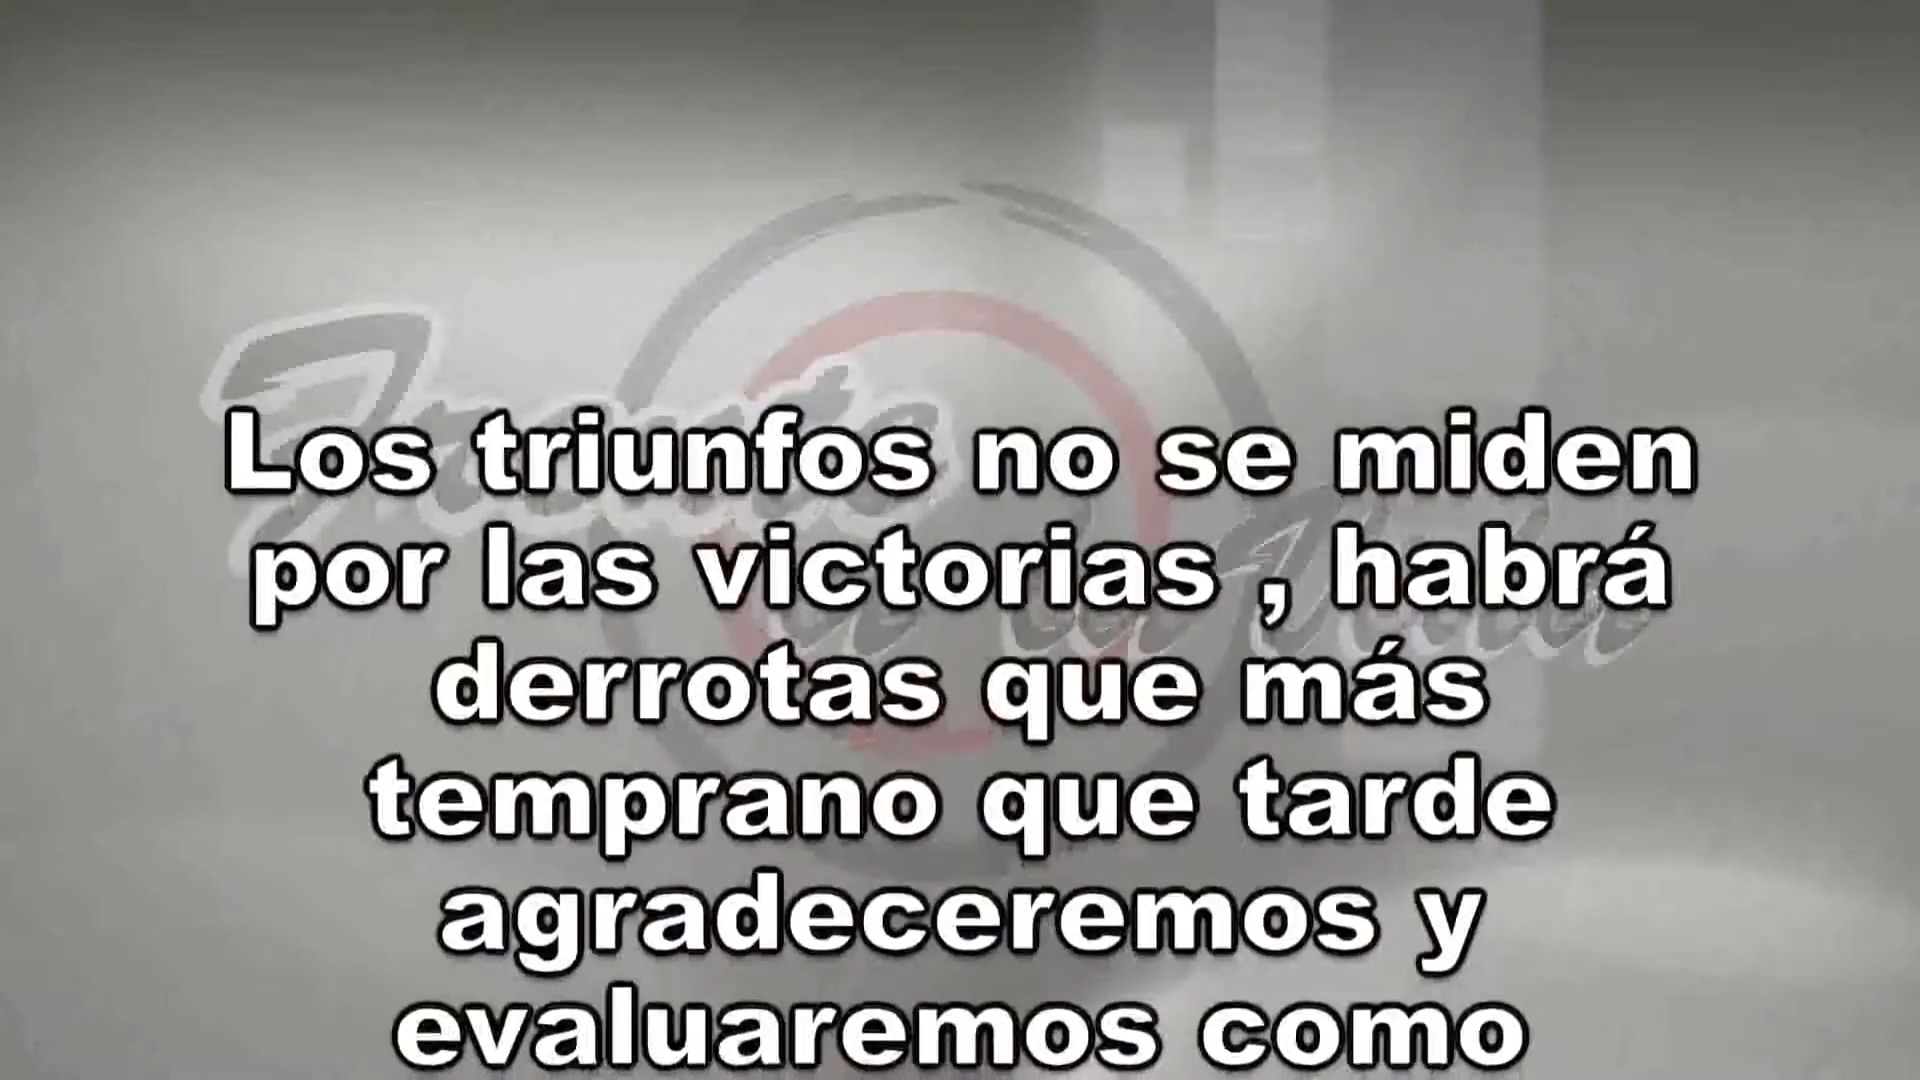 Los triunfos no se miden
por las victorias , habrá
derrotas que más
temprano que tarde
agradeceremos y
evaluaremos como